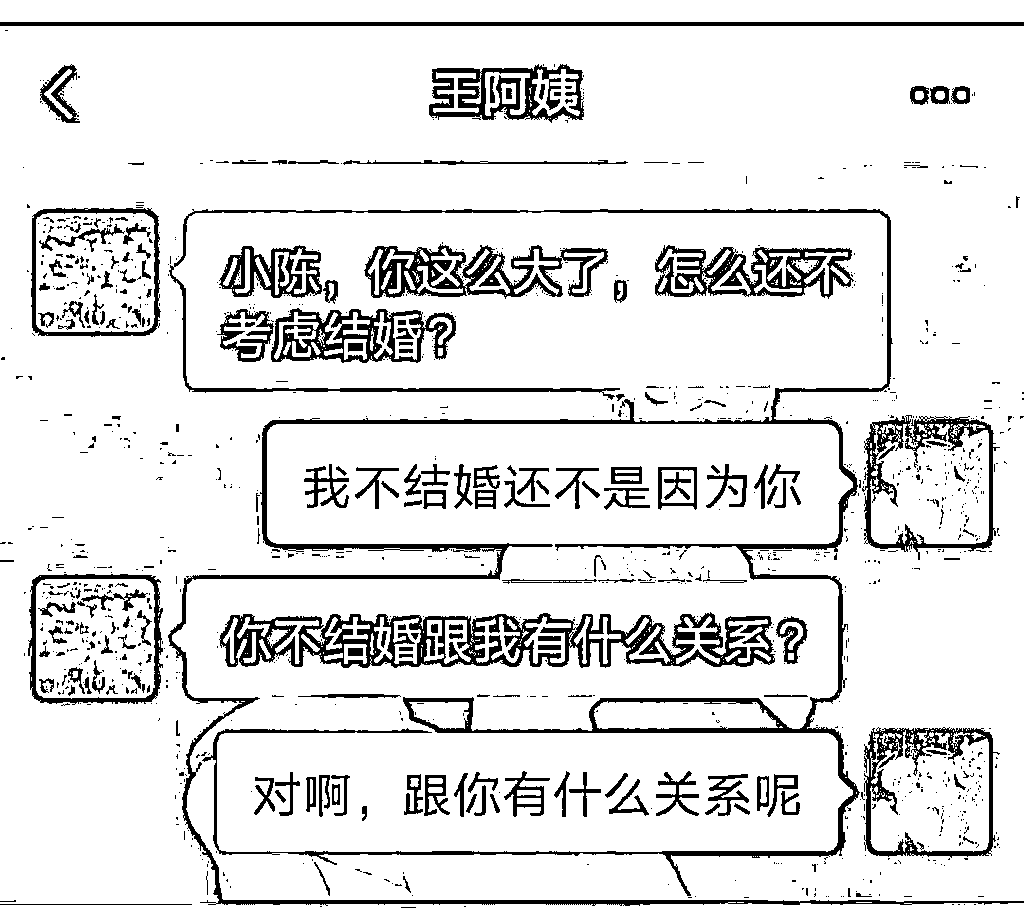 王阿姨
小陈，你这么大了，怎么还不
考虑结婚？
我不结婚还不是因为你
你不结婚跟我有什么关系？
对啊，跟你有什么关系呢